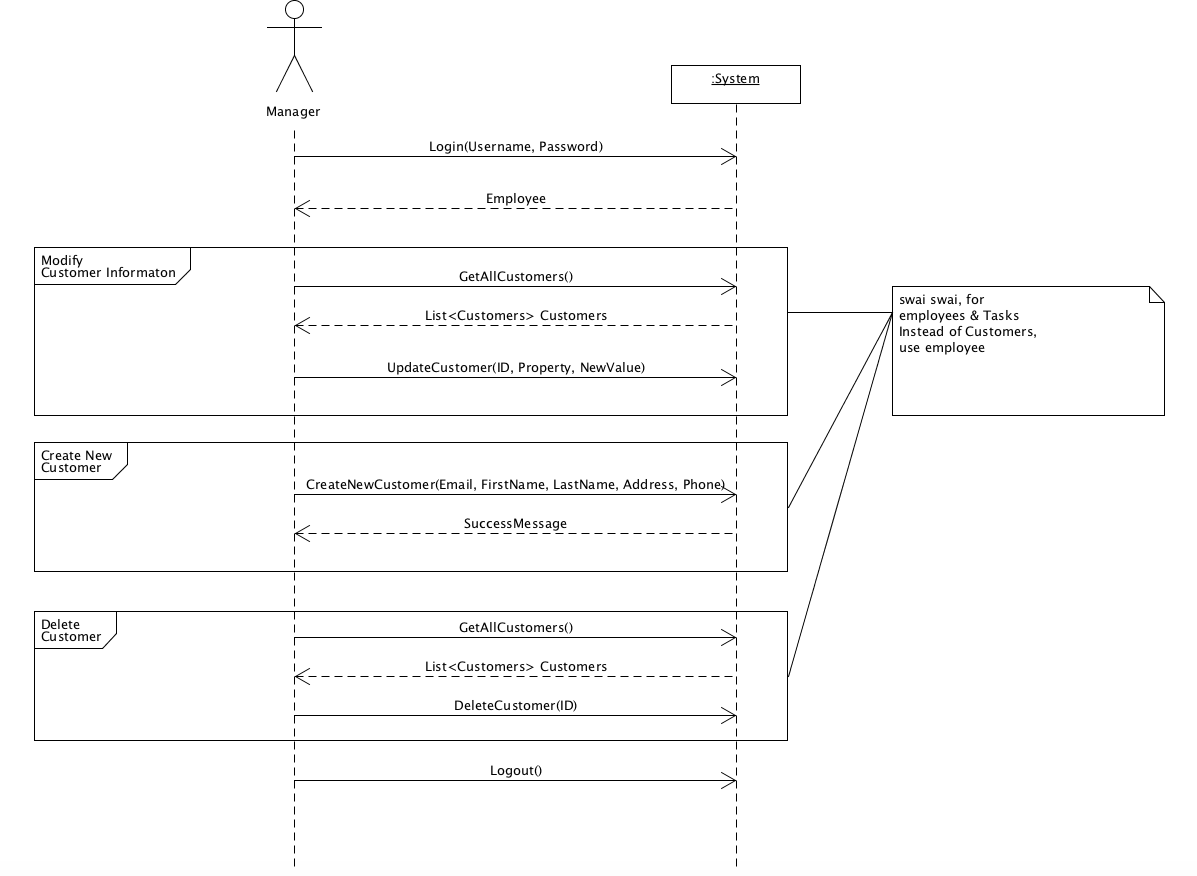 Manager
:System
Login(Username, Password)
Employee
Modify
Customer Informaton
GetAllCustomers()
List<Customers> Customers
UpdateCustomer(ID, Property, NewValue)
swai swai, for
employees & Tasks
Instead of Customers,
use employee
Create New
Customer
CreateNewCustomer(Email, FirstName, LastName, Address, Phone)
SuccessMessage
Delete
Customer
GetAllCustomers()
List<Customers> Customers
DeleteCustomer(ID)
Logout()